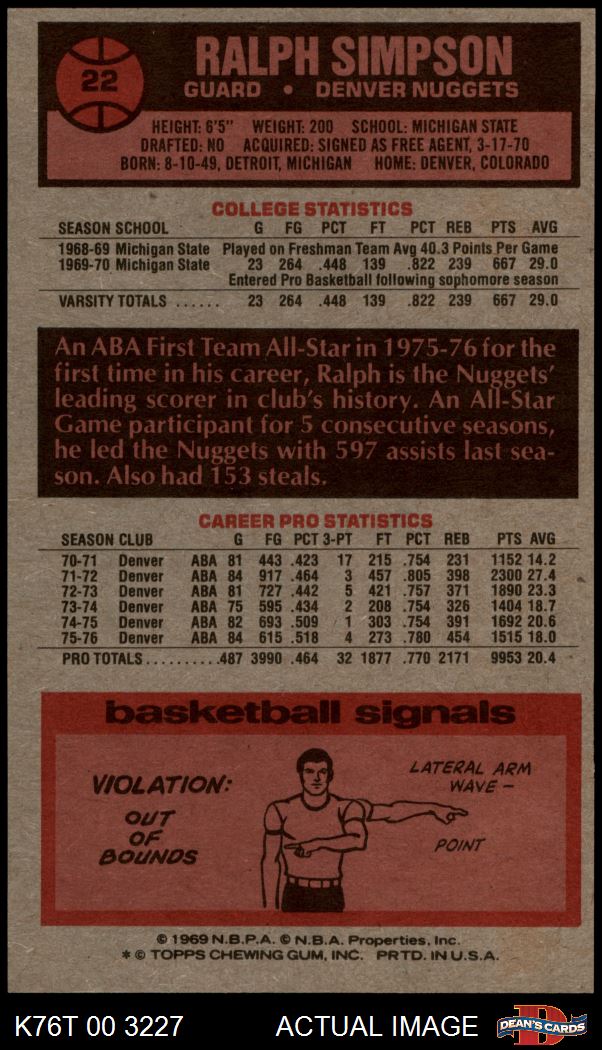 22
RALPH SIMPSON
GUARD • DENVER NUGGETS
HEIGHT: 6'5" WEIGHT: 200 SCHOOL: MICHIGAN STATE
DRAFTED: NO ACQUIRED: SIGNED AS FREE AGENT, 3-17-70
BORN: 8-10-49, DETROIT, MICHIGAN HOME: DENVER, COLORADO
COLLEGE STATISTICS
SEASON SCHOOL G FG PCT FT PCT REB PTS AVG
1968-69 Michigan State Played on Freshman Team Avg 40.3 Points Per Game
1969-70 Michigan State 23 264 .448 139 .822 239 667 29.0
Entered Pro Basketball following sophomore season
VARSITY TOTALS ...... 23 264 .448 139 .822 239 667 29.0
An ABA First Team All-Star in 1975-76 for the
first time in his career, Ralph is the Nuggets'
leading scorer in club's history. An All-Star
Game participant for 5 consecutive seasons,
he led the Nuggets with 597 assists last sea-
son. Also had 153 steals.
CAREER PRO STATISTICS
SEASON CLUB G FG PCT 3-PT FT PCT REB PTS AVG
70-71 Denver ABA 81 443 .423 17 215 .754 231 1152 14.2
71-72 Denver ABA 84 917 .464 3 457 .805 398 2300 27.4
72-73 Denver ABA 81 727 .442 5 421 .757 371 1890 23.3
73-74 Denver ABA 75 595 .434 2 208 .754 326 1404 18.7
74-75 Denver ABA 82 693 .509 1 303 .754 391 1692 20.6
75-76 Denver ABA 84 615 .518 4 273 .780 454 1515 18.0
PRO TOTALS..........487 3990 .464 32 1877 .770 2171 9953 20.4
basketball signals
VIOLATION:
OUT
OF
BOUNDS
LATERAL ARM
WAVE –
POINT
© 1969 N.B.P.A. © N.B.A. Properties, Inc.
* © TOPPS CHEWING GUM, INC. PRTD. IN U.S.A.
K76T 00 3227 ACTUAL IMAGE
D
DEAN'S CARDS